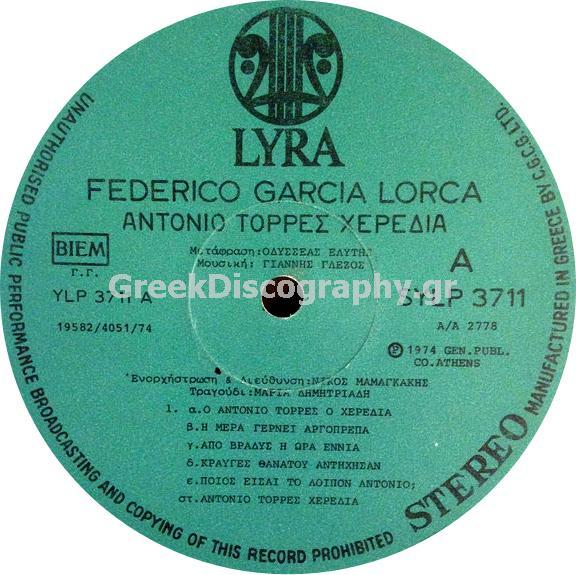 LYRA
FEDERICO GARCIA LORCA
ΑΝΤΟΝΙΟ ΤΟΡΡΕΣ ΧΕΡΕΔΙΑ
Μετάφραση:ΟΔΥΣΣΕΑΣ ΕΛΥΤΗΣ
Μουσική: ΓΙΑΝΝΗΣ ΓΛΕΖΟΣ
BIEM
Γ.Γ.
YLP 3711 A
19582/4051/74
A
SYLP 3711
A/A 2778
Ⓟ 1974 GEN.PUBL.
CO.ATHENS
GreekDiscography.gr
Ἐνορχήστρωση & Διεύθυνση:ΝΙΚΟΣ ΜΑΜΑΓΚΑΚΗΣ
Τραγούδι:ΜΑΡΙΑ ΔΗΜΗΤΡΙΑΔΗ
1. α.Ο ΑΝΤΟΝΙΟ ΤΟΡΡΕΣ Ο ΧΕΡΕΔΙΑ
β.Η ΜΕΡΑ ΓΕΡΝΕΙ ΑΡΓΟΠΡΕΠΑ
γ.ΑΠΟ ΒΡΑΔΥΣ Η ΩΡΑ ΕΝΝΙΑ
δ.ΚΡΑΥΓΕΣ ΘΑΝΑΤΟΥ ΑΝΤΗΧΗΣΑΝ
ε.ΠΟΙΟΣ ΕΙΣΑΙ ΤΟ ΛΟΙΠΟΝ ΑΝΤΟΝΙΟ;
στ.ΑΝΤΟΝΙΟ ΤΟΡΡΕΣ ΧΕΡΕΔΙΑ
STEREO
MANUFACTURED IN GREECE BY C.G.C.G.LTD.
UNAUTHORISED PUBLIC PERFORMANCE BROADCASTING AND COPYING OF THIS RECORD PROHIBITED